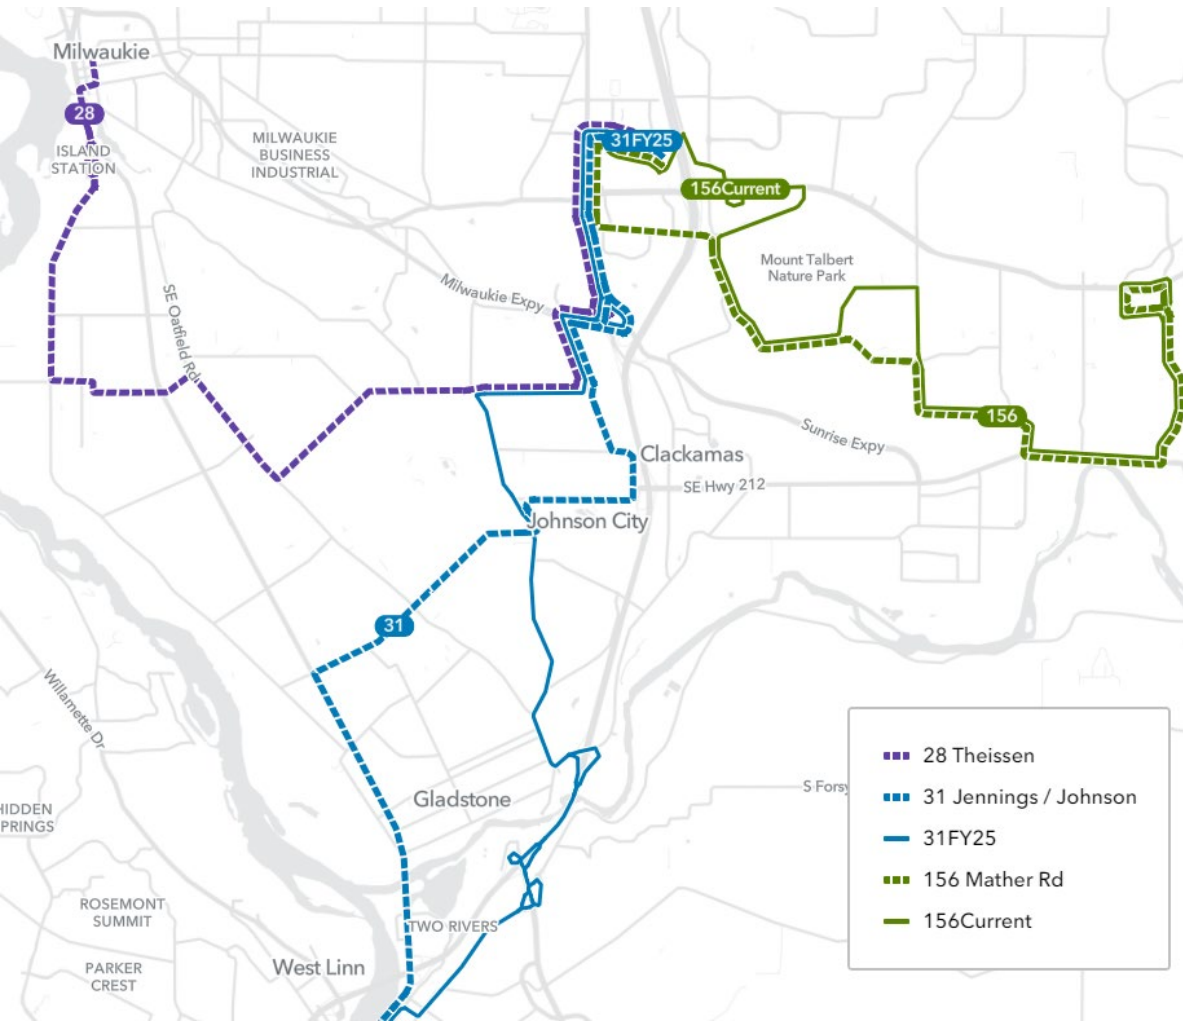 Milwaukie
28
ISLAND
STATION
MILWAUKIE
BUSINESS
INDUSTRIAL
31FY25
156Current
Mount Talbert
Nature Park
Milwaukie Expy
SE Oatfield Rd
156
Sunrise Expy
Clackamas
SE Hwy 212
Johnson City
31
Willamette Dr
28 Theissen
31 Jennings / Johnson
31FY25
156 Mather Rd
156Current
S Forsy
Gladstone
HIDDEN
PRINGS
ROSEMONT
SUMMIT
TWO RIVERS
PARKER
CREST
West Linn